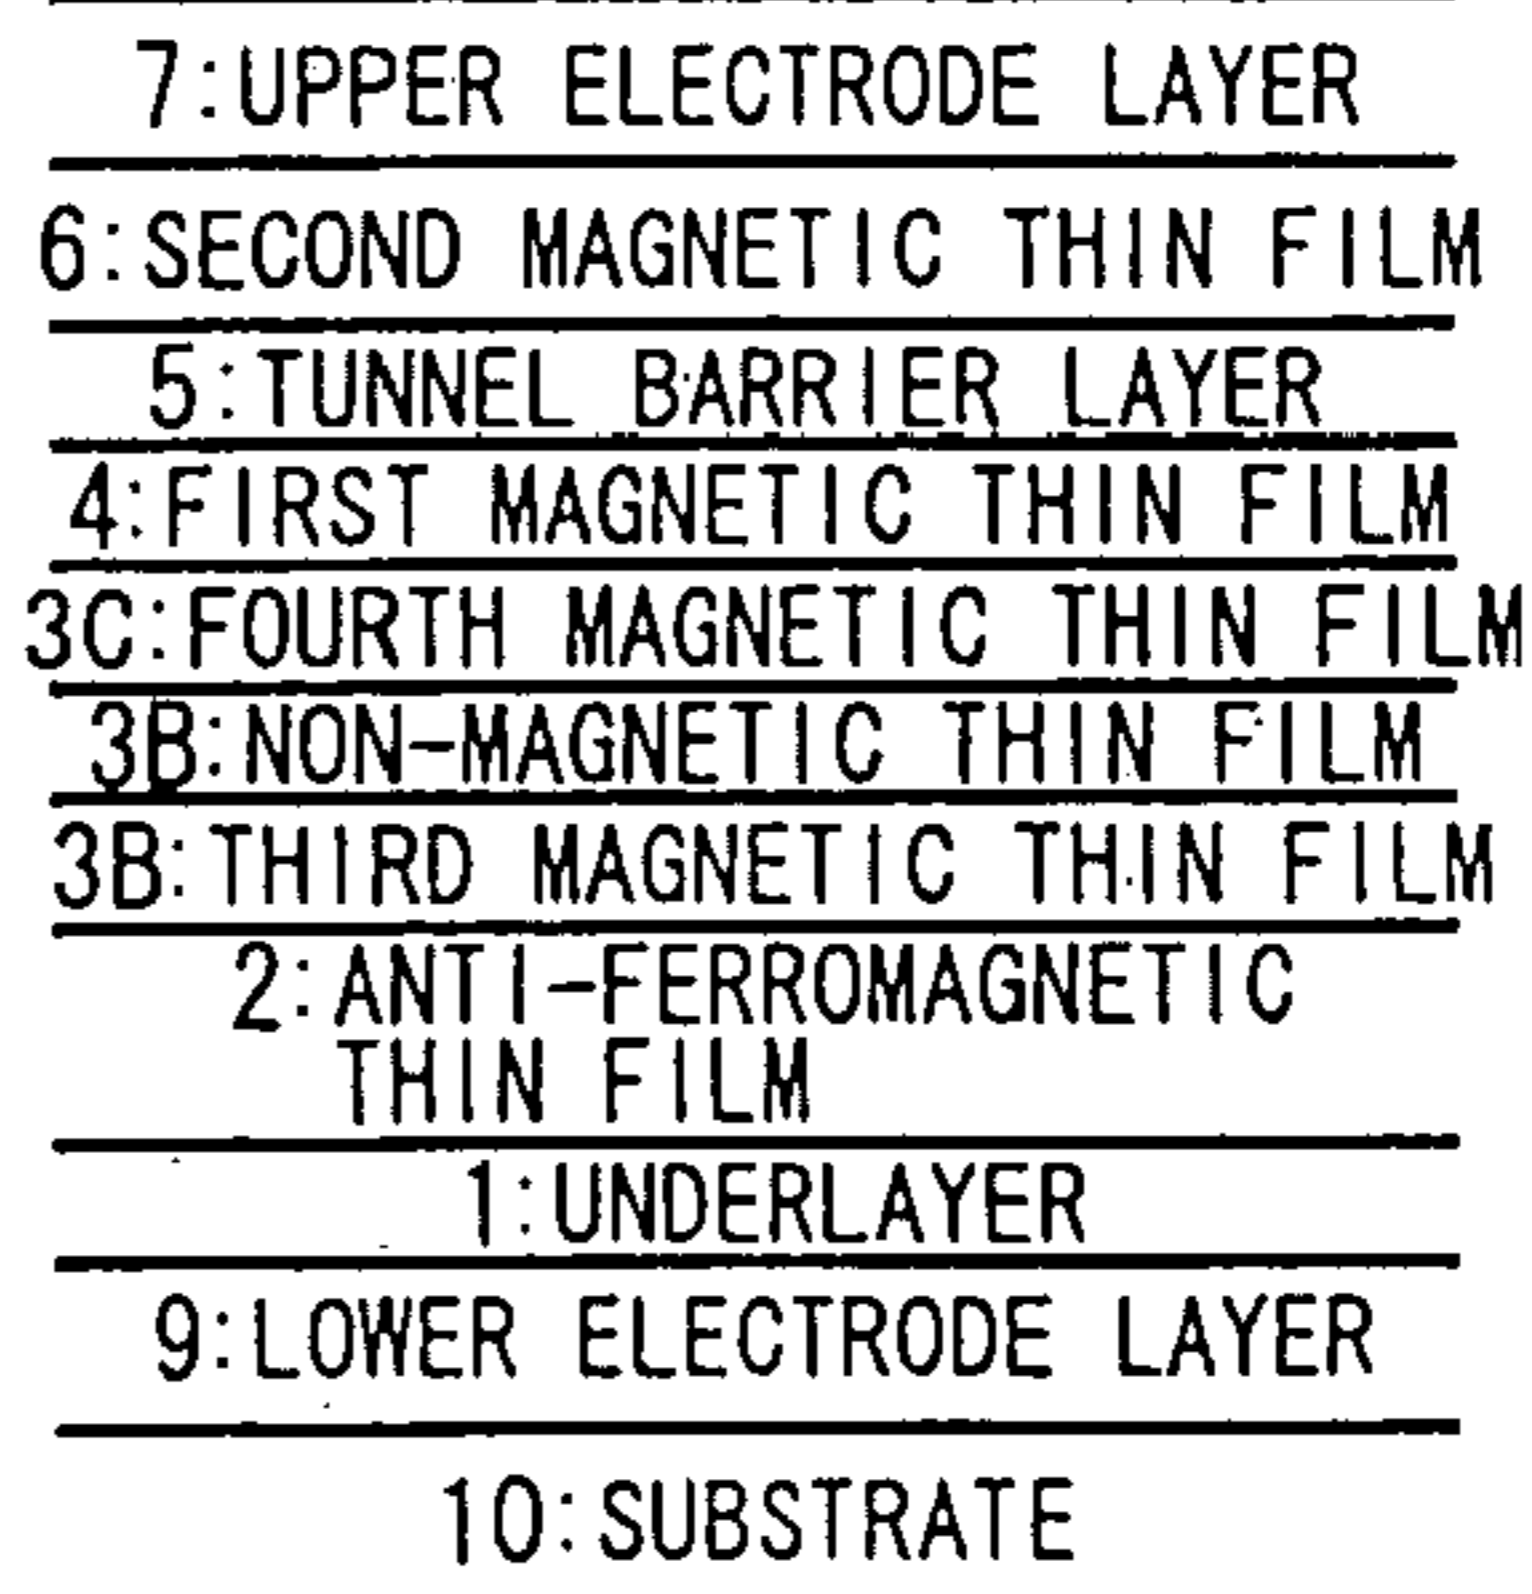 7:UPPER ELECTRODE LAYER
6:SECOND MAGNETIC THIN FILM
5:TUNNEL BARRIER LAYER
4:FIRST MAGNETIC THIN FILM
3C:FOURTH MAGNETIC THIN FILM
3B:NON-MAGNETIC THIN FILM
3B:THIRD MAGNETIC THIN FILM
2:ANTI-FERROMAGNETIC
THIN FILM
1:UNDERLAYER
9:LOWER ELECTRODE LAYER
10:SUBSTRATE